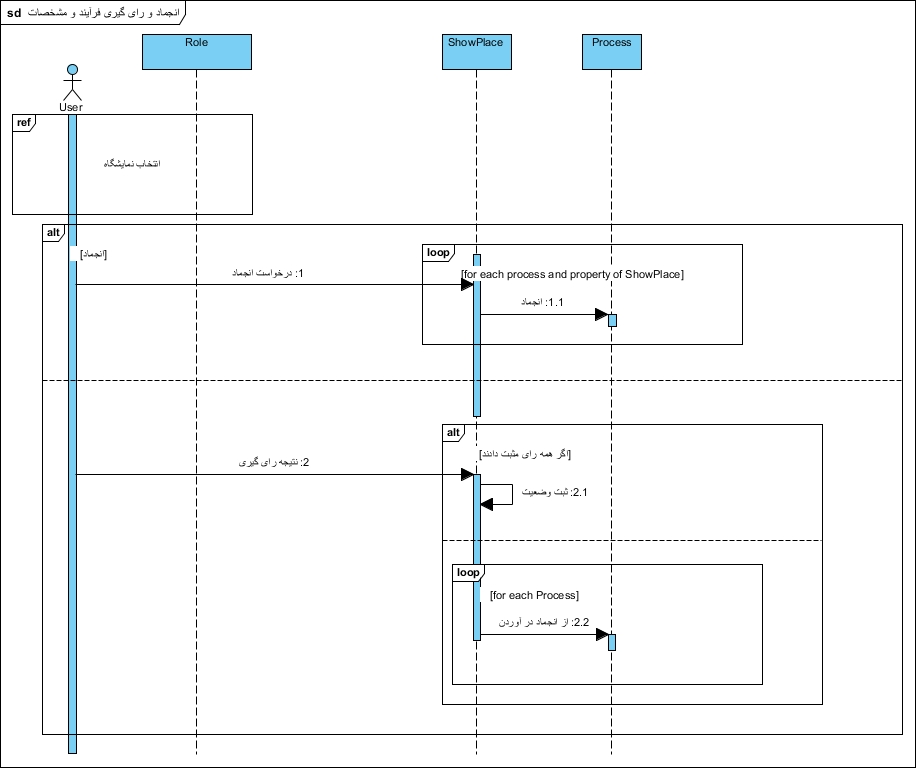 sd انجماد و رای گیری فرآیند و مشخصات
Role
ShowPlace
Process
User
ref
انتخاب نمایشگاه
alt
[انجماد]
loop
[for each process and property of ShowPlace]
1: درخواست انجماد
1.1: انجماد
alt
[اگر همه رای مثبت دادند]
2: نتیجه رای گیری
2.1: ثبت وضعیت
loop
[for each Process]
2.2: از انجماد در آوردن